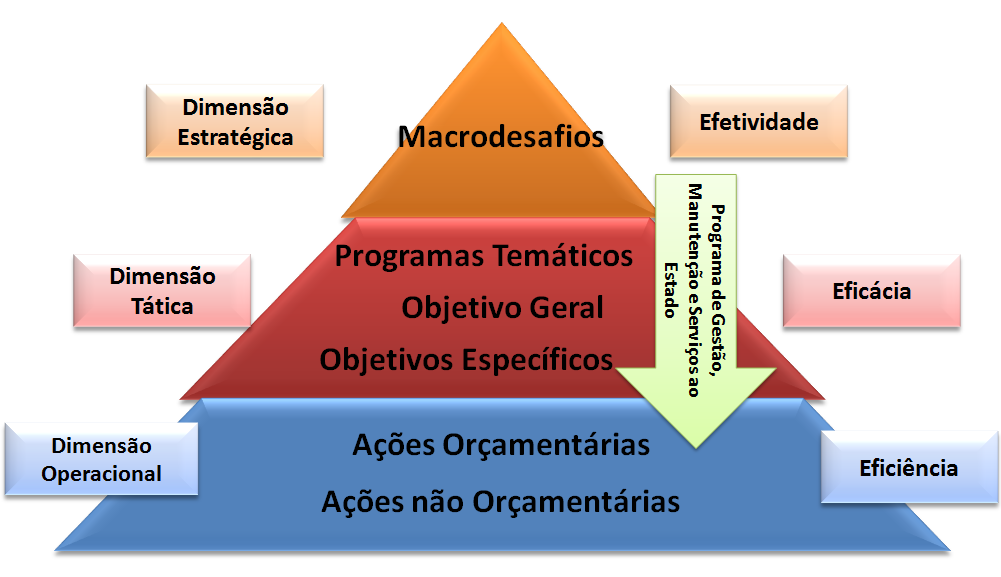 Dimensão
Estratégica
Macrodesafios
Efetividade
Dimensão
Tática
Programas Temáticos
Objetivo Geral
Objetivos Específicos
Programa de Gestão,
Manutenção e Serviços ao
Estado
Eficácia
Dimensão
Operacional
Ações Orçamentárias
Ações não Orçamentárias
Eficiência